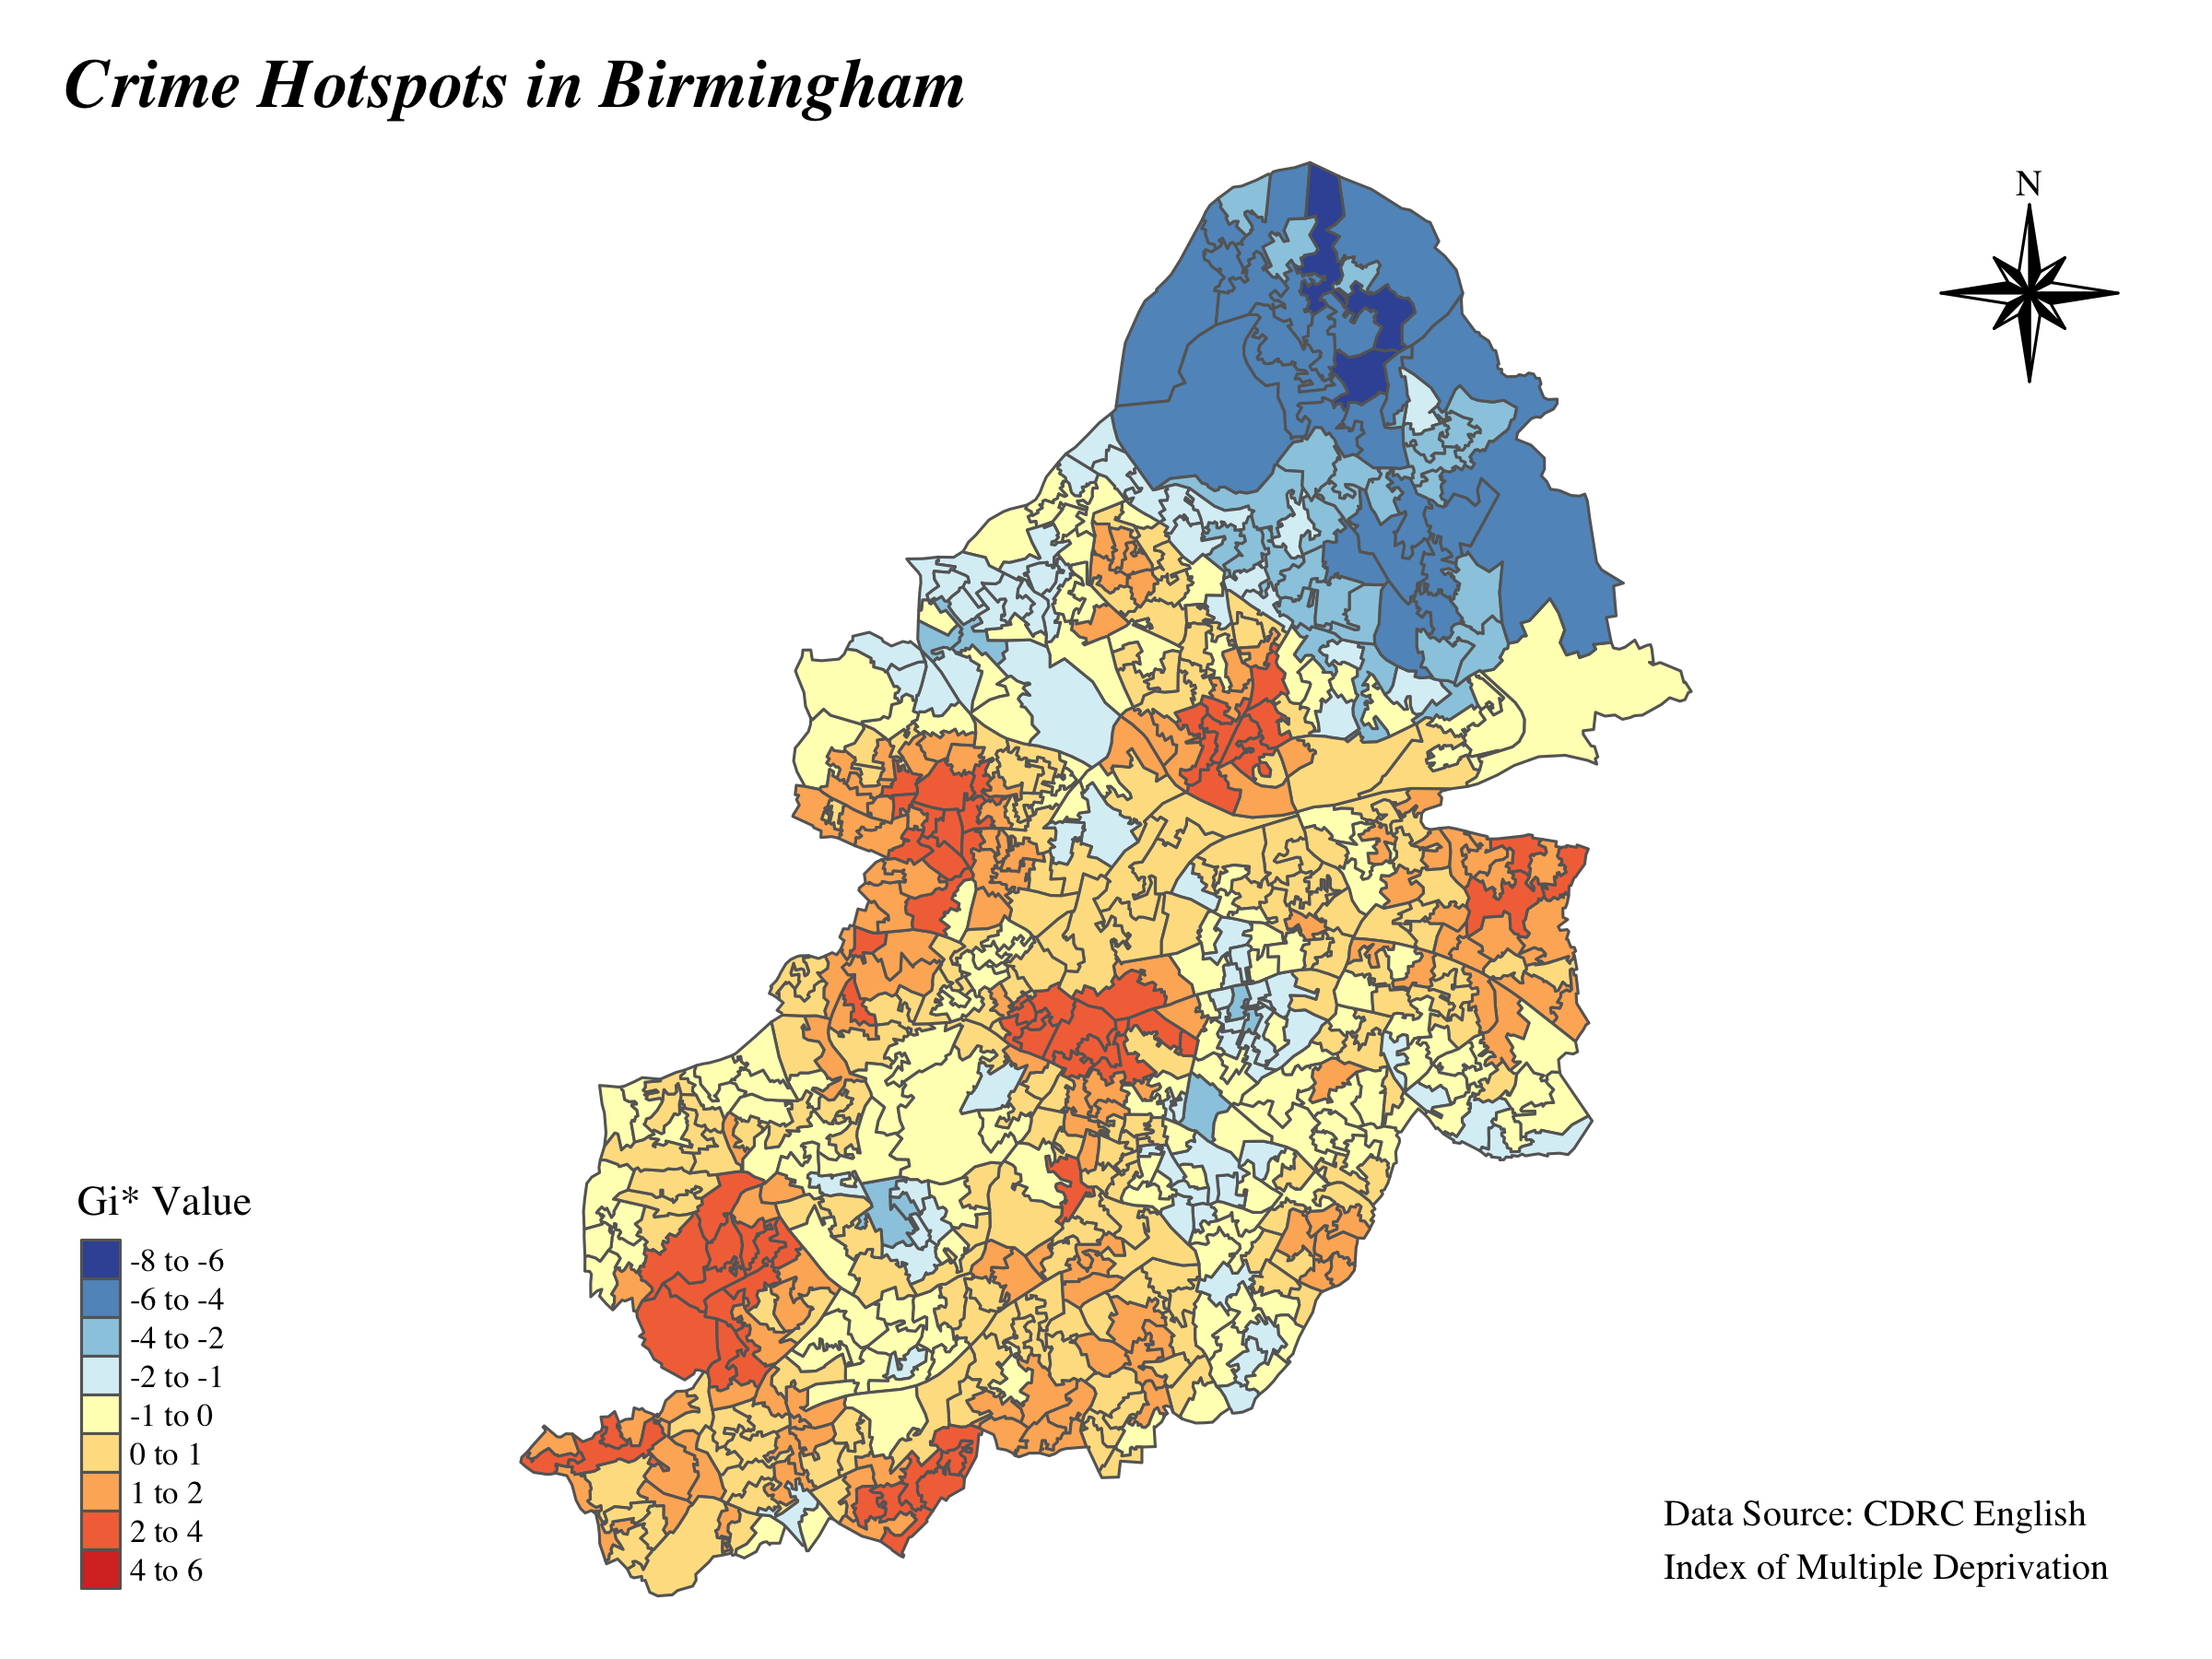 Crime Hotspots in Birmingham
N
Gi* Value
-8 to -6
-6 to -4
-4 to -2
-2 to -1
-1 to 0
0 to 1
1 to 2
2 to 4
4 to 6
Data Source: CDRC English
Index of Multiple Deprivation